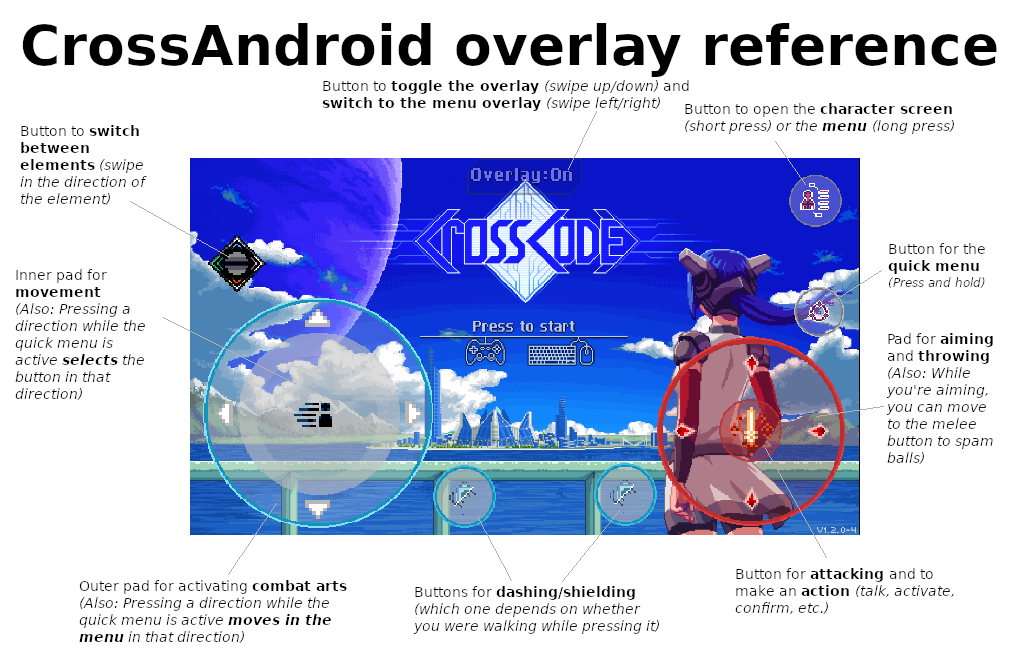 CrossAndroid overlay reference
Button to toggle the overlay (swipe up/down) and
switch to the menu overlay (swipe left/right)
Button to open the character screen
(short press) or the menu (long press)
Button to switch
between
elements (swipe
in the direction of
the element)
Overlay:On
CROSSCODE
Button for the
quick menu
(Press and hold)
Inner pad for
movement
(Also: Pressing a
direction while the
quick menu is
active selects the
button in that
direction)
Press to start
Pad for aiming
and throwing
(Also: While
you're aiming,
you can move
to the melee
button to spam
balls)
V1.2.0-4
Outer pad for activating combat arts
(Also: Pressing a direction while the
quick menu is active moves in the
menu in that direction)
Buttons for dashing/shielding
(which one depends on whether
you were walking while pressing it)
Button for attacking and to
make an action (talk, activate,
confirm, etc.)